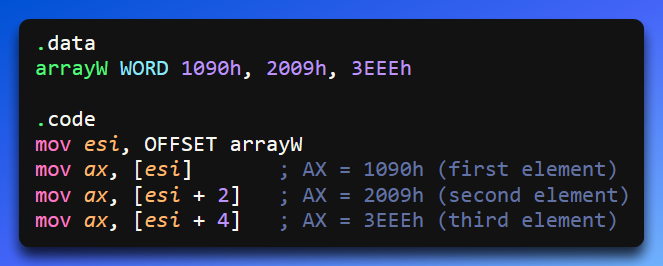 .data
arrayW WORD 1090h, 2009h, 3EEEh
.code
mov esi, OFFSET arrayW
mov ax, [esi]        ; AX = 1090h (first element)
mov ax, [esi + 2]    ; AX = 2009h (second element)
mov ax, [esi + 4]    ; AX = 3EEEh (third element)